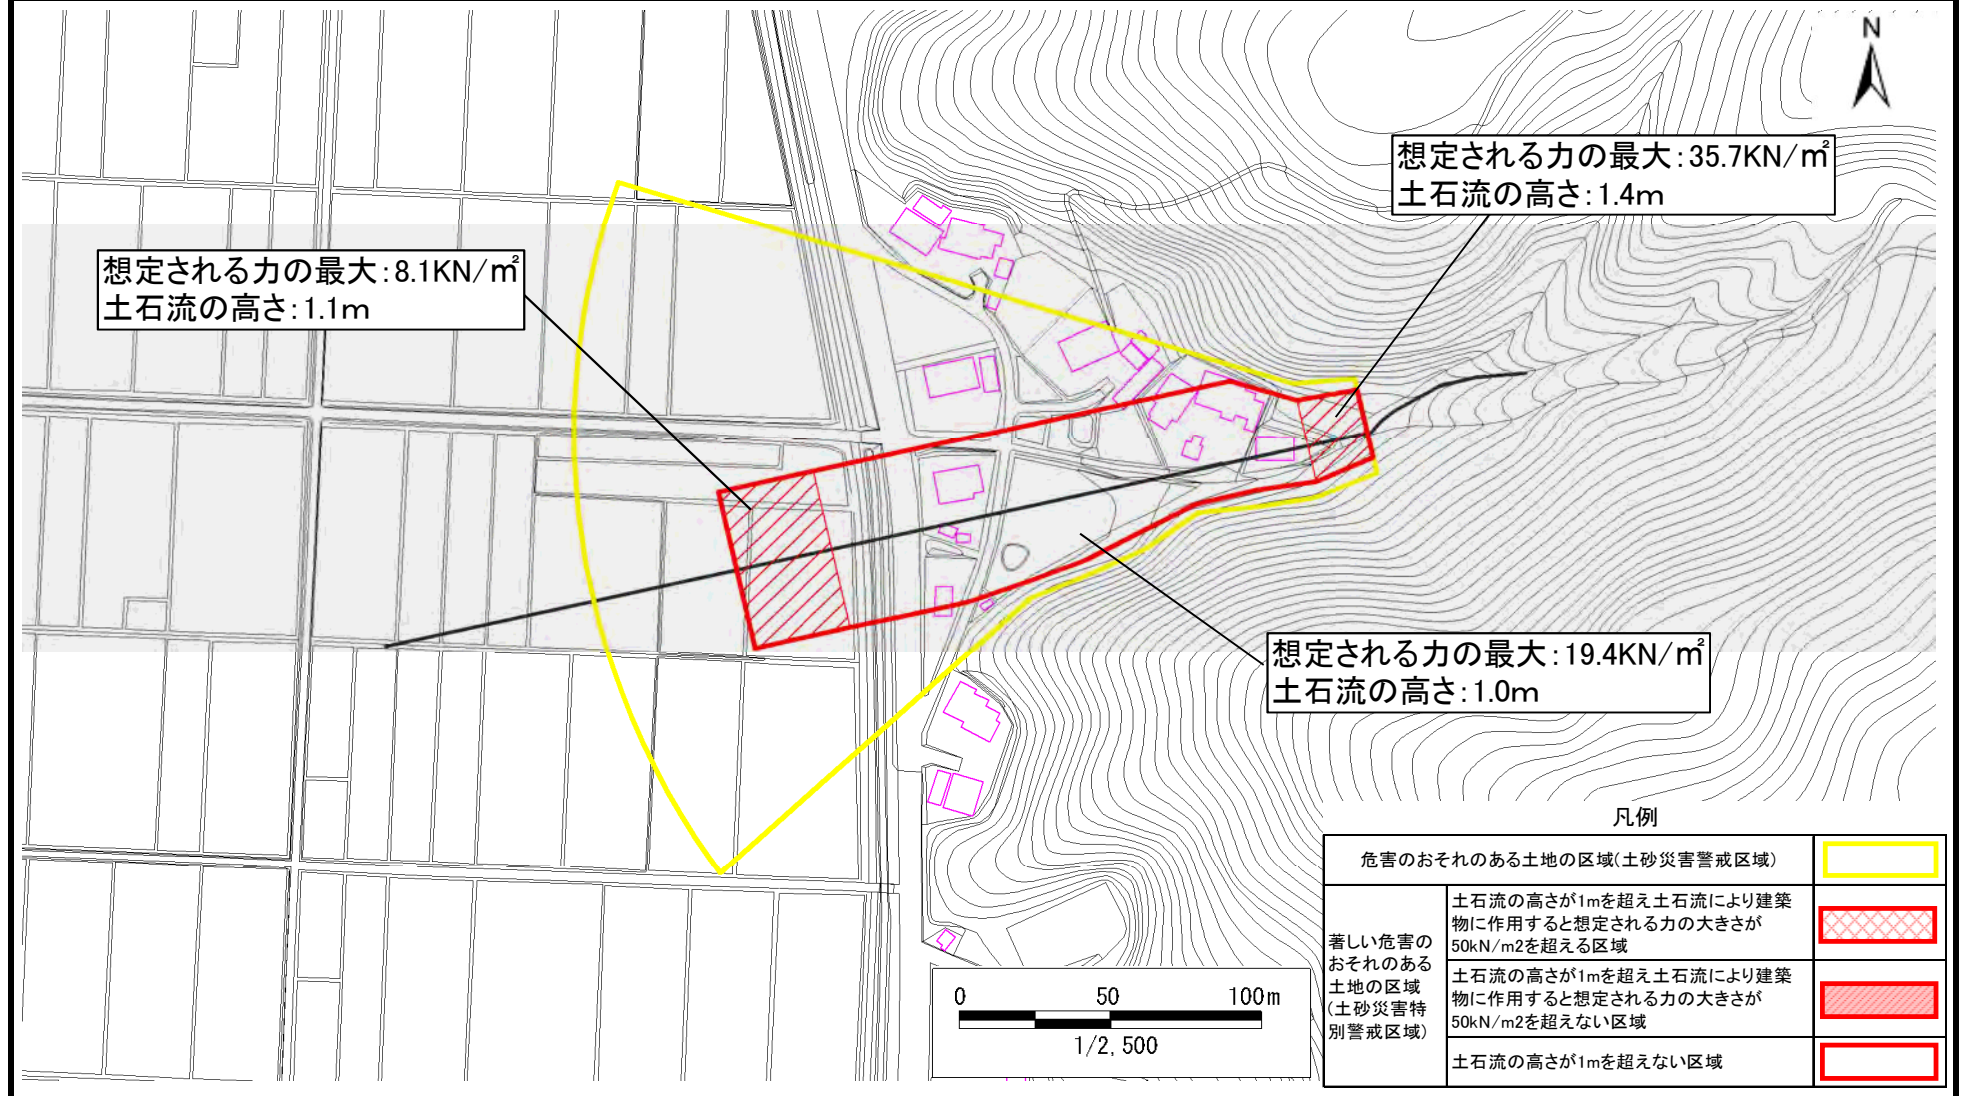 N
想定される力の最大:35.7KN/㎡
土石流の高さ:1.4m
想定される力の最大:8.1KN/㎡
土石流の高さ:1.1m
想定される力の最大:19.4KN/㎡
土石流の高さ:1.0m
凡例
危害のおそれのある土地の区域(土砂災害警戒区域)
著しい危害の
おそれのある
土地の区域
(土砂災害特
別警戒区域)
土石流の高さが1mを超え土石流により建築
物に作用すると想定される力の大きさが
50kN/m2を超える区域
土石流の高さが1mを超え土石流により建築
物に作用すると想定される力の大きさが
50kN/m2を超えない区域
土石流の高さが1mを超えない区域
0 50 100m
1/2,500